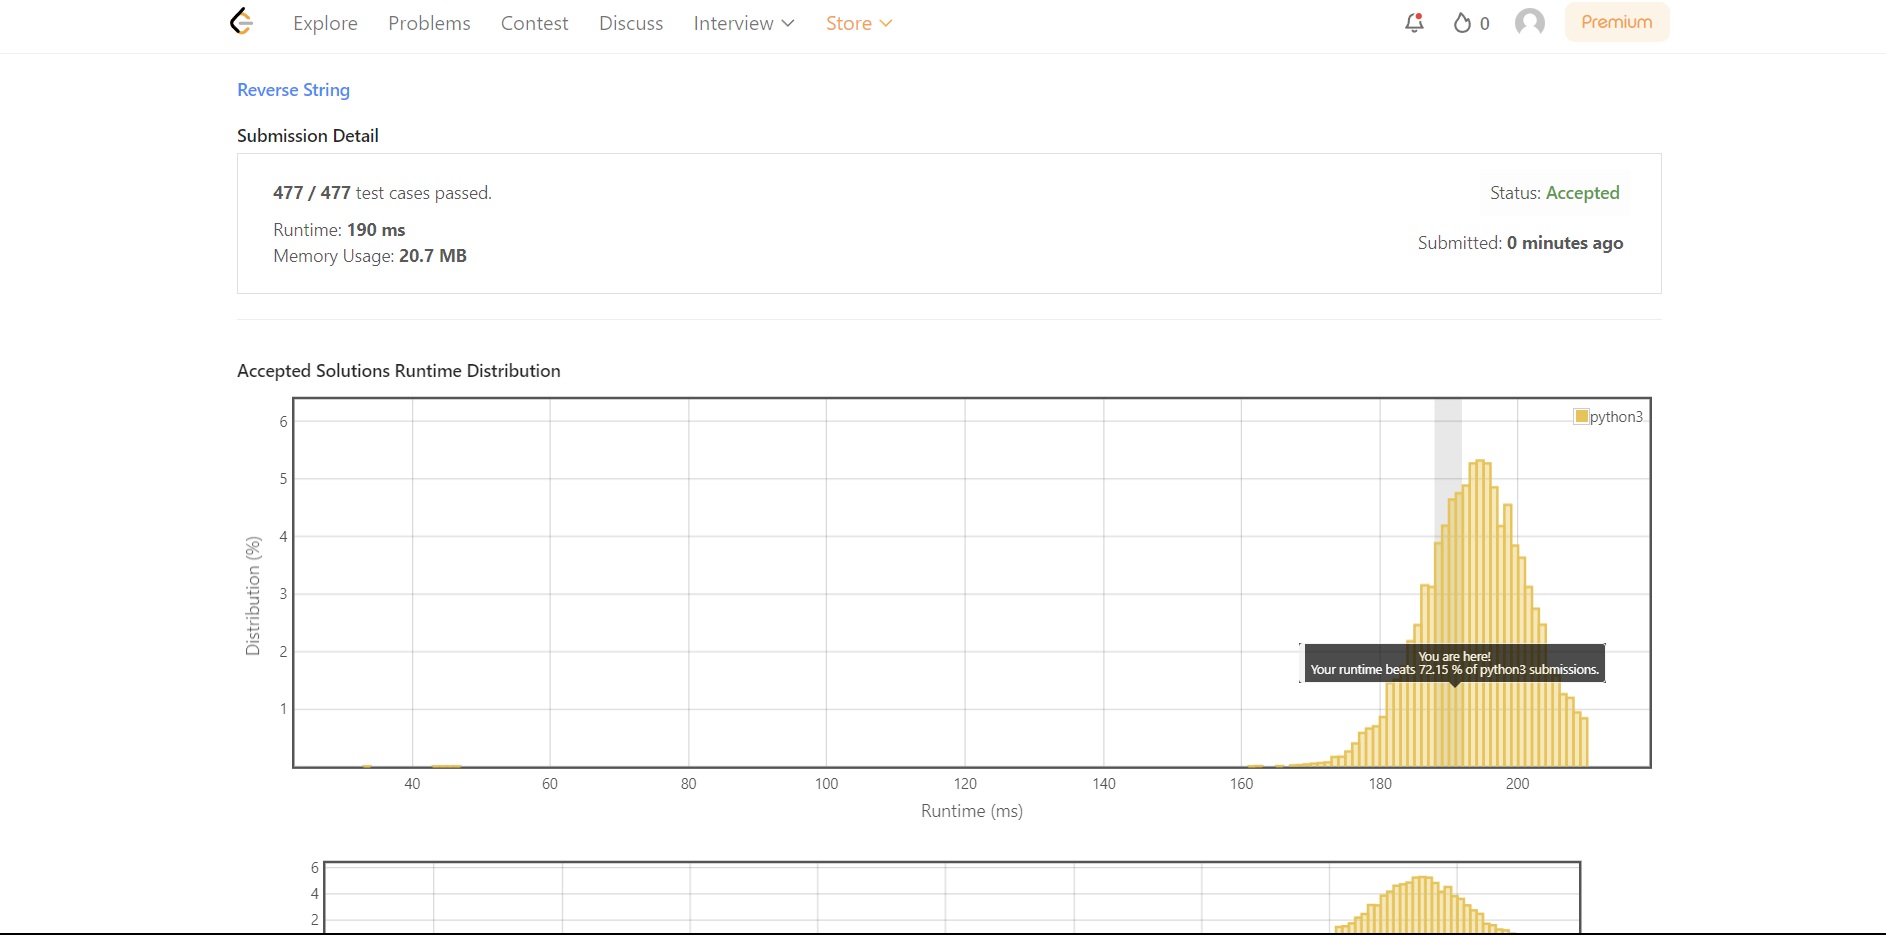 Explore Problems Contest Discuss Interview Store 0 Premium
Reverse String
Submission Detail
477 / 477 test cases passed.
Status: Accepted
Runtime: 190 ms
Memory Usage: 20.7 MB
Submitted: 0 minutes ago
Accepted Solutions Runtime Distribution
python3
6
5
4
3
2
1
Distribution (%)
You are here!
Your runtime beats 72.15 % of python3 submissions.
40 60 80 100 120 140 160 180 200
Runtime (ms)
6
4
2